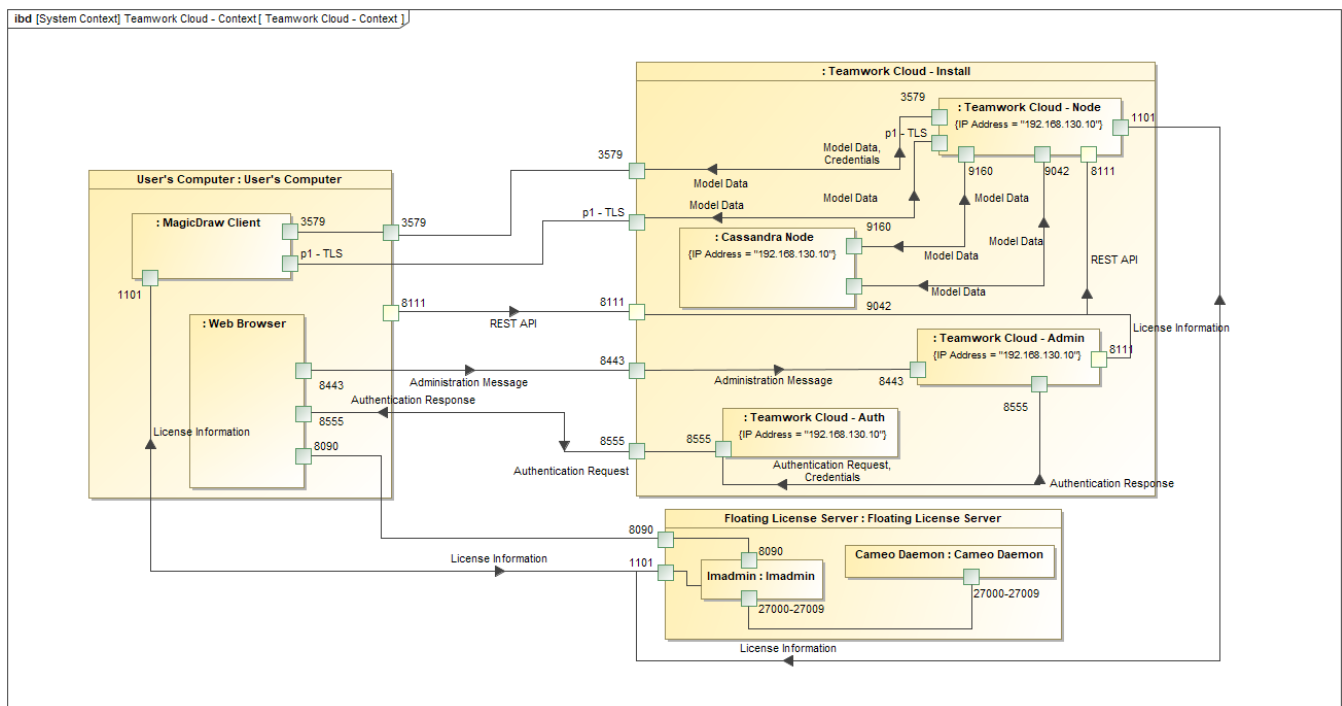 ibd [System Context] Teamwork Cloud - Context [ Teamwork Cloud - Context ]
: Teamwork Cloud - Install
3579
: Teamwork Cloud - Node
{IP Address = "192.168.130.10"}
1101
p1 - TLS
Model Data,
Credentials
3579
9160
9042
8111
User's Computer : User's Computer
Model Data
Model Data
Model Data
p1 - TLS
Model Data
: MagicDraw Client
3579
3579
9160
: Cassandra Node
{IP Address = "192.168.130.10"}
Model Data
p1 - TLS
Model Data
REST API
1101
Model Data
8111
8111
9042
: Web Browser
REST API
License Information
: Teamwork Cloud - Admin
{IP Address = "192.168.130.10"}
8111
8443
8443
Administration Message
Administration Message
8443
Authentication Response
8555
8555
: Teamwork Cloud - Auth
{IP Address = "192.168.130.10"}
License Information
8090
8555
8555
Authentication Request
Authentication Request,
Credentials
Authentication Response
Floating License Server : Floating License Server
8090
8090
Cameo Daemon : Cameo Daemon
License Information
1101
lmadmin : lmadmin
27000-27009
27000-27009
License Information